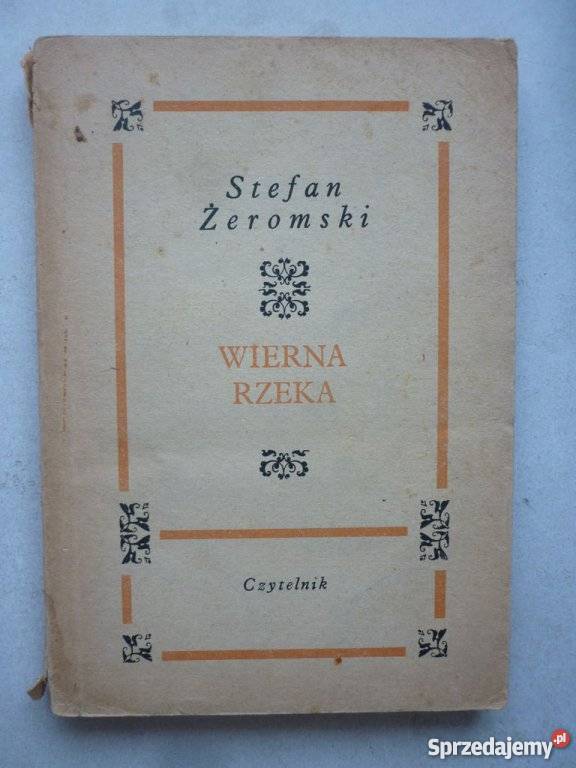 Stefan
Żeromski
WIERNA
RZEKA
Czytelnik
Sprzedajemy.pl